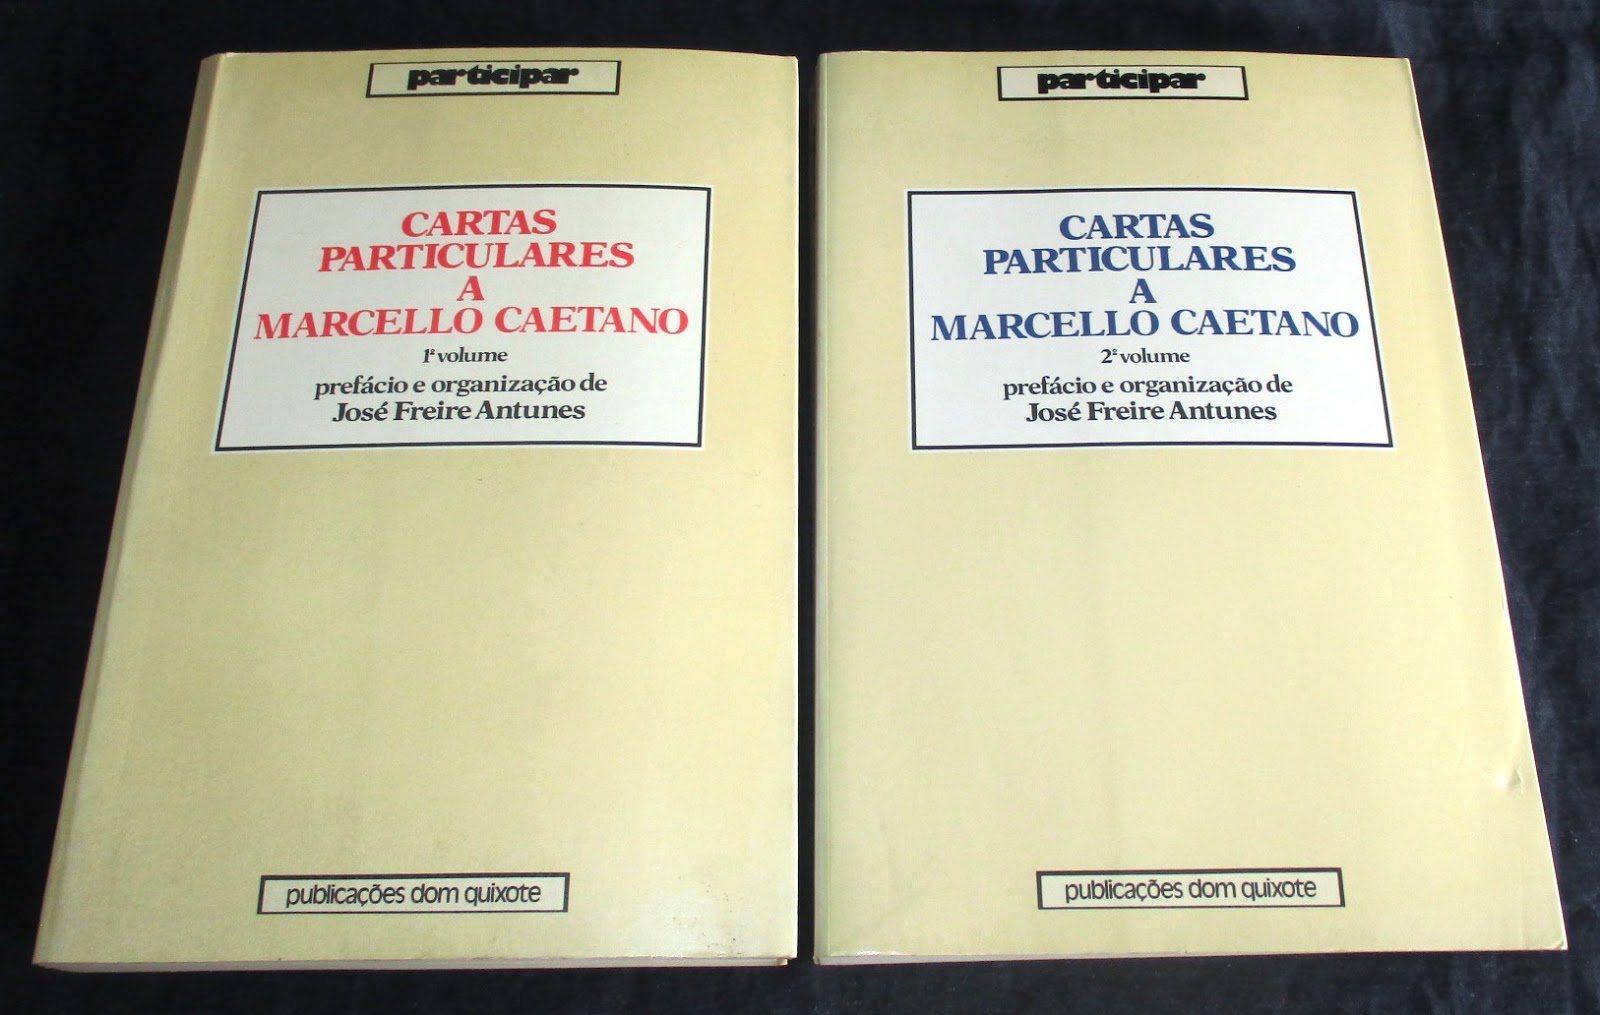 participar
CARTAS
PARTICULARES
A
MARCELLO CAETANO
1º volume
prefácio e organização de
José Freire Antunes
publicações dom quixote
participar
CARTAS
PARTICULARES
A
MARCELLO CAETANO
2º volume
prefácio e organização de
José Freire Antunes
publicações dom quixote